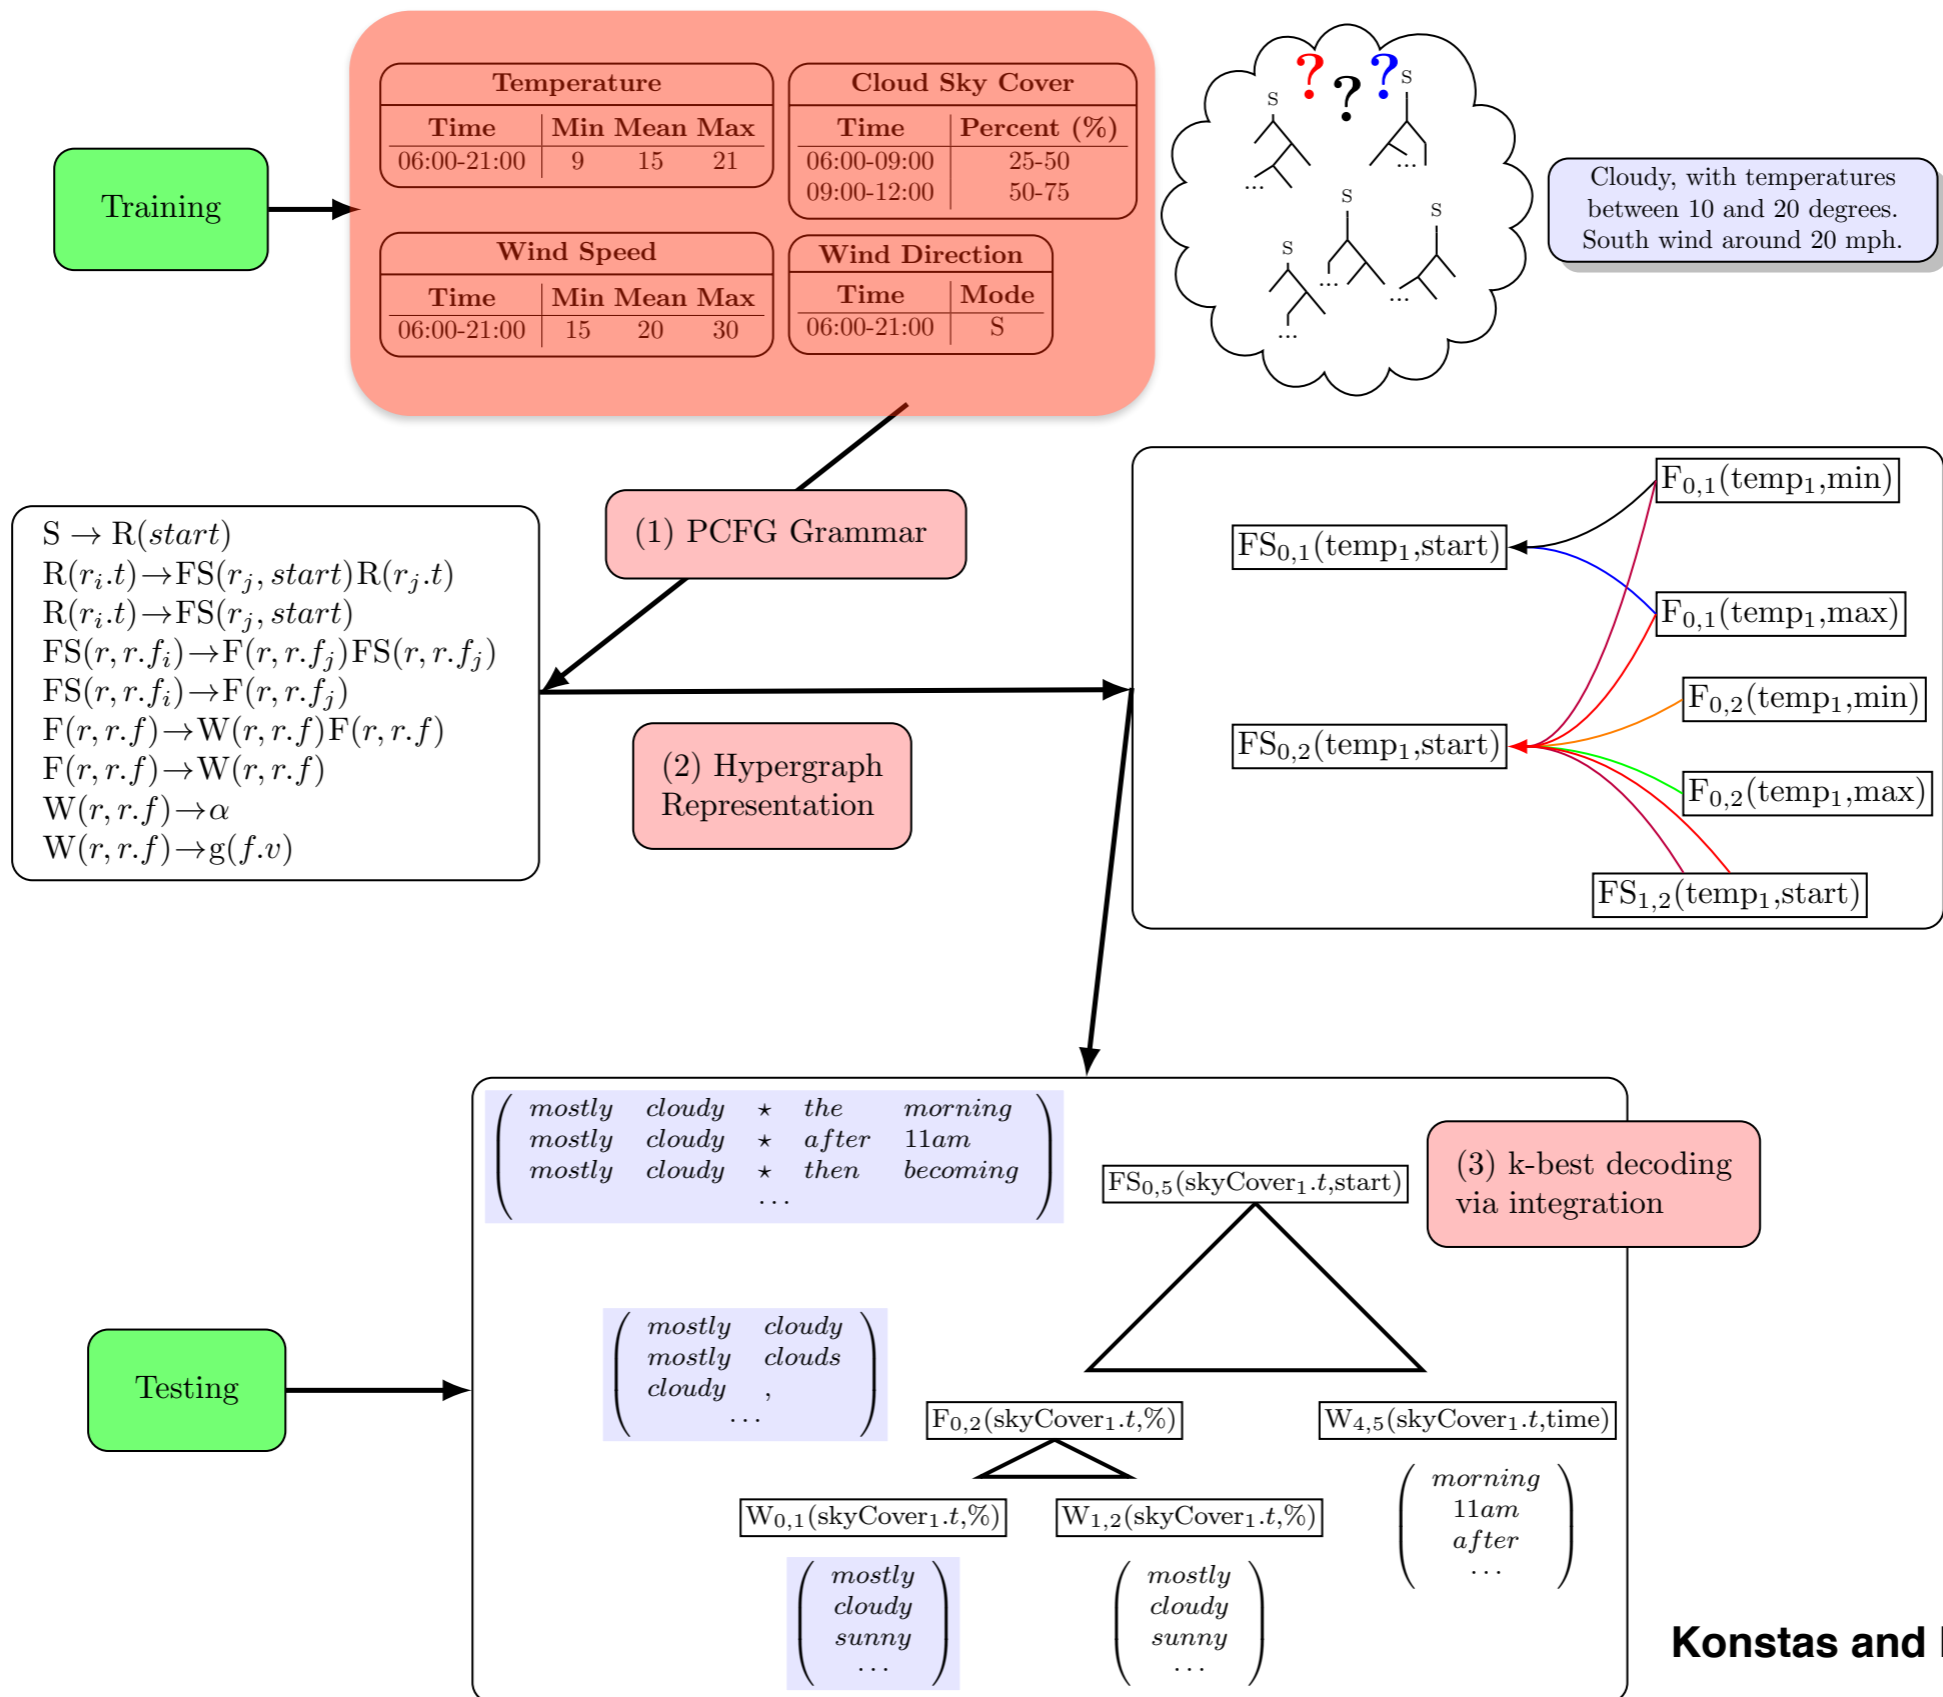 Training
Temperature
Time Min Mean Max
06:00-21:00 9 15 21
Cloud Sky Cover
Time Percent (%)
06:00-09:00 25-50
09:00-12:00 50-75
Wind Speed
Time Min Mean Max
06:00-21:00 15 20 30
Wind Direction
Time Mode
06:00-21:00 S
? ? ?
S
S
...
...
S
S
S
...
...
...
Cloudy, with temperatures
between 10 and 20 degrees.
South wind around 20 mph.
(1) PCFG Grammar
S → R(start)
R(rᵢ.t)→FS(rⱼ, start)R(rⱼ.t)
R(rᵢ.t)→FS(rⱼ, start)
FS(r, r.fᵢ)→F(r, r.fⱼ)FS(r, r.fⱼ)
FS(r, r.fᵢ)→F(r, r.fⱼ)
F(r, r.f)→W(r, r.f)F(r, r.f)
F(r, r.f)→W(r, r.f)
W(r, r.f)→α
W(r, r.f)→g(f.v)
(2) Hypergraph
Representation
F₀,₁(temp₁,min)
FS₀,₁(temp₁,start)
F₀,₁(temp₁,max)
F₀,₂(temp₁,min)
FS₀,₂(temp₁,start)
F₀,₂(temp₁,max)
FS₁,₂(temp₁,start)
Testing
mostly cloudy ⋆ the morning
mostly cloudy ⋆ after 11am
mostly cloudy ⋆ then becoming
...
(3) k-best decoding
via integration
FS₀,₅(skyCover₁.t,start)
mostly cloudy
mostly clouds
cloudy ,
...
F₀,₂(skyCover₁.t,%)
W₄,₅(skyCover₁.t,time)
morning
11am
after
...
W₀,₁(skyCover₁.t,%)
W₁,₂(skyCover₁.t,%)
mostly
cloudy
sunny
...
mostly
cloudy
sunny
...
Konstas and